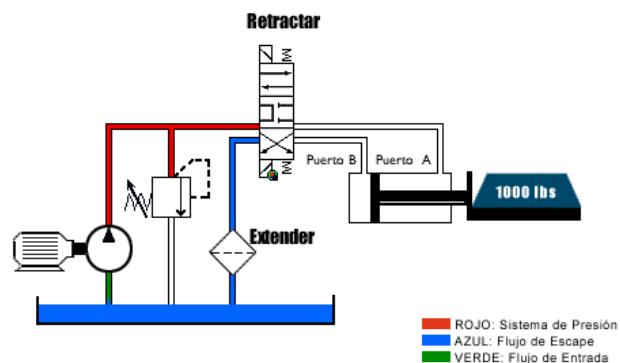 Retractar
Puerto B
Puerto A
1000 lbs
Extender
ROJO: Sistema de Presión
AZUL: Flujo de Escape
VERDE: Flujo de Entrada